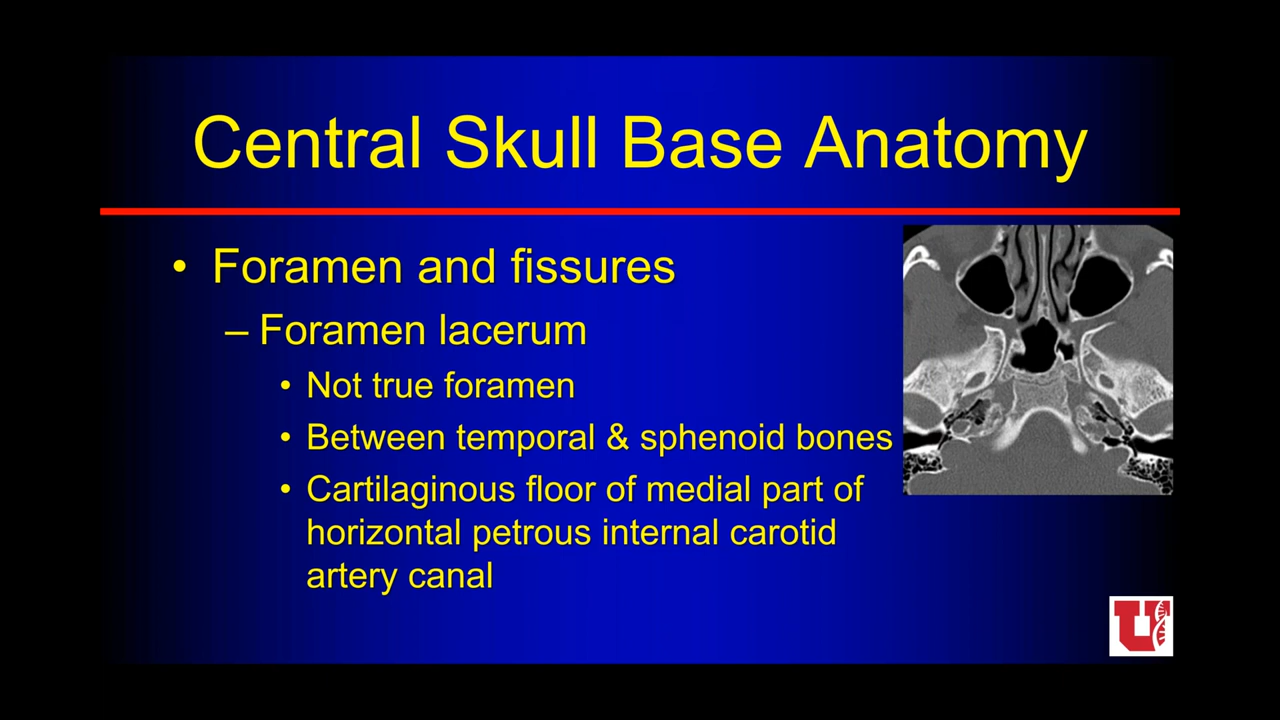 Central Skull Base Anatomy
• Foramen and fissures
– Foramen lacerum
• Not true foramen
• Between temporal & sphenoid bones
• Cartilaginous floor of medial part of
horizontal petrous internal carotid
artery canal
U